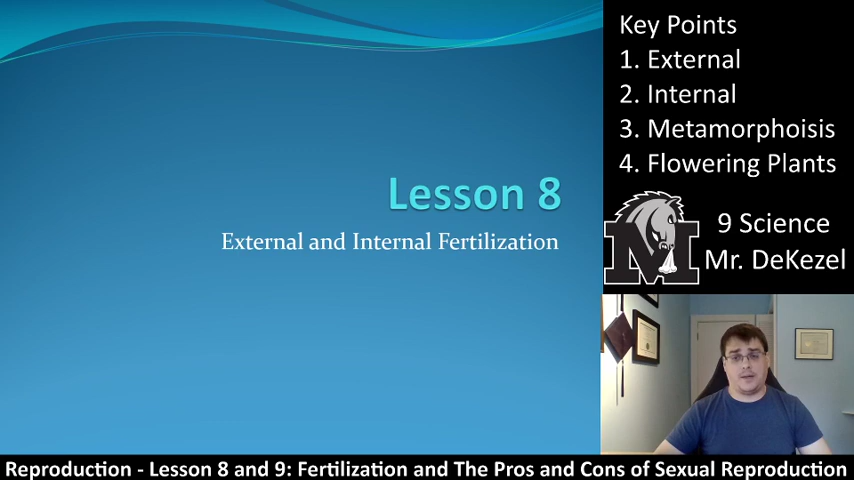 Lesson 8
External and Internal Fertilization
Key Points
1. External
2. Internal
3. Metamorphoisis
4. Flowering Plants
M
9 Science
Mr. DeKezel
Reproduction - Lesson 8 and 9: Fertilization and The Pros and Cons of Sexual Reproduction